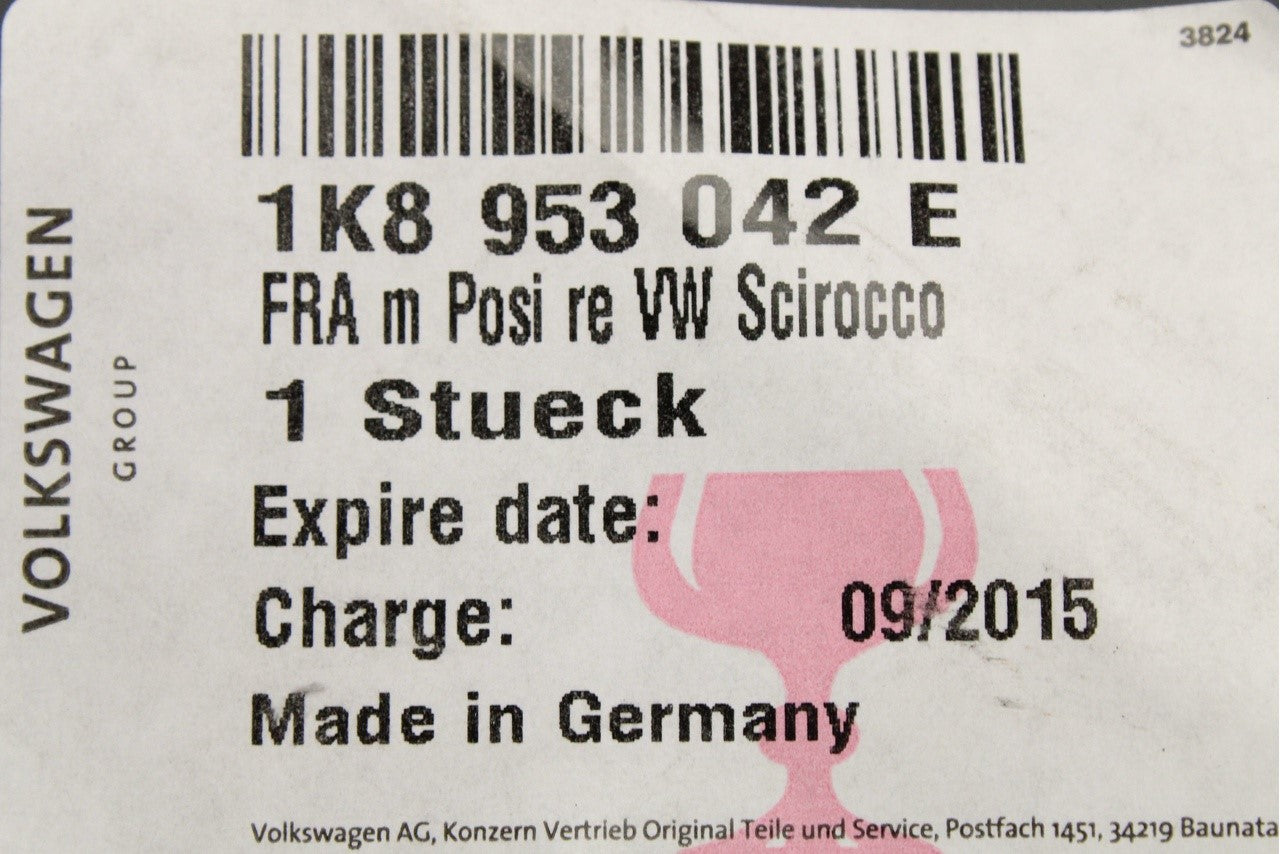 3824
1K8 953 042 E
FRA m Posi re VW Scirocco
1 Stueck
Expire date:
Charge: 09/2015
Made in Germany
Volkswagen AG, Konzern Vertrieb Original Teile und Service, Postfach 1451, 34219 Baunata
VOLKSWAGEN
GROUP